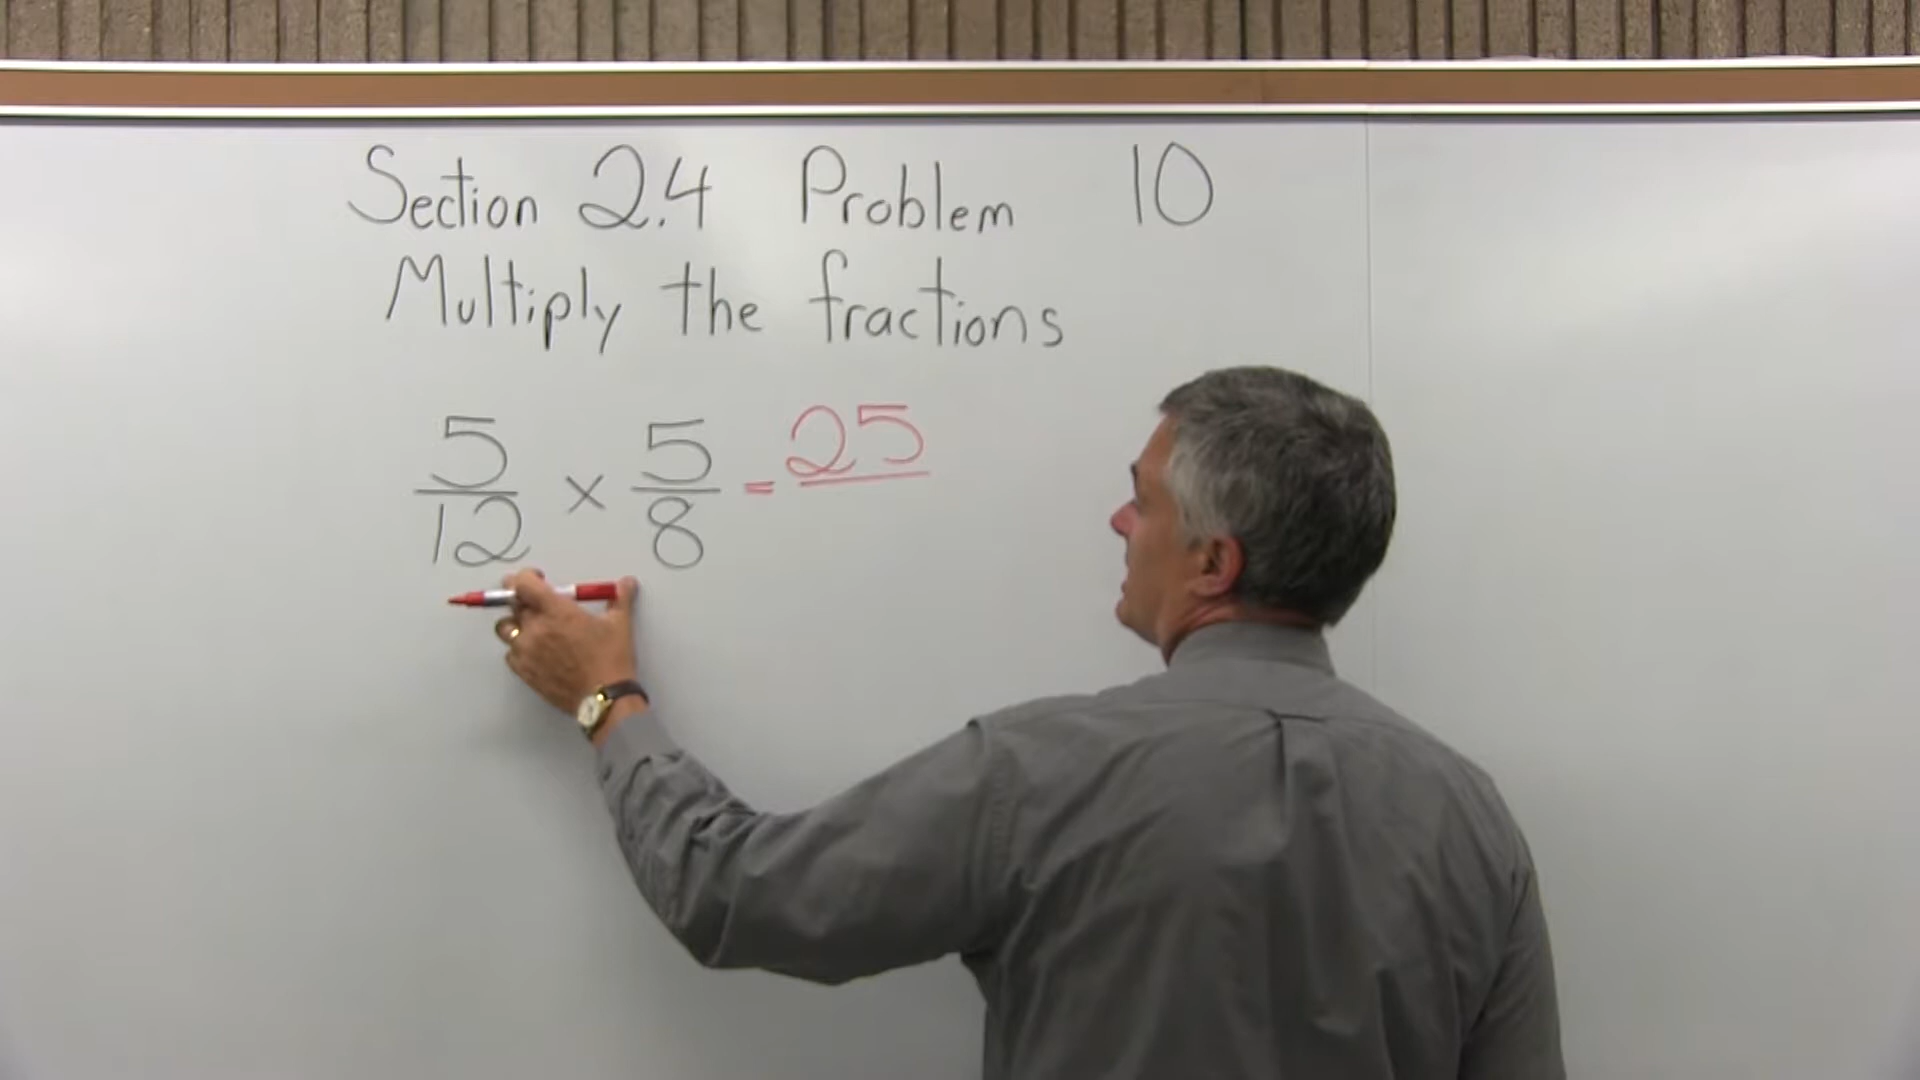 Section 2.4 Problem 10
Multiply the fractions
5/12 × 5/8 = 25/